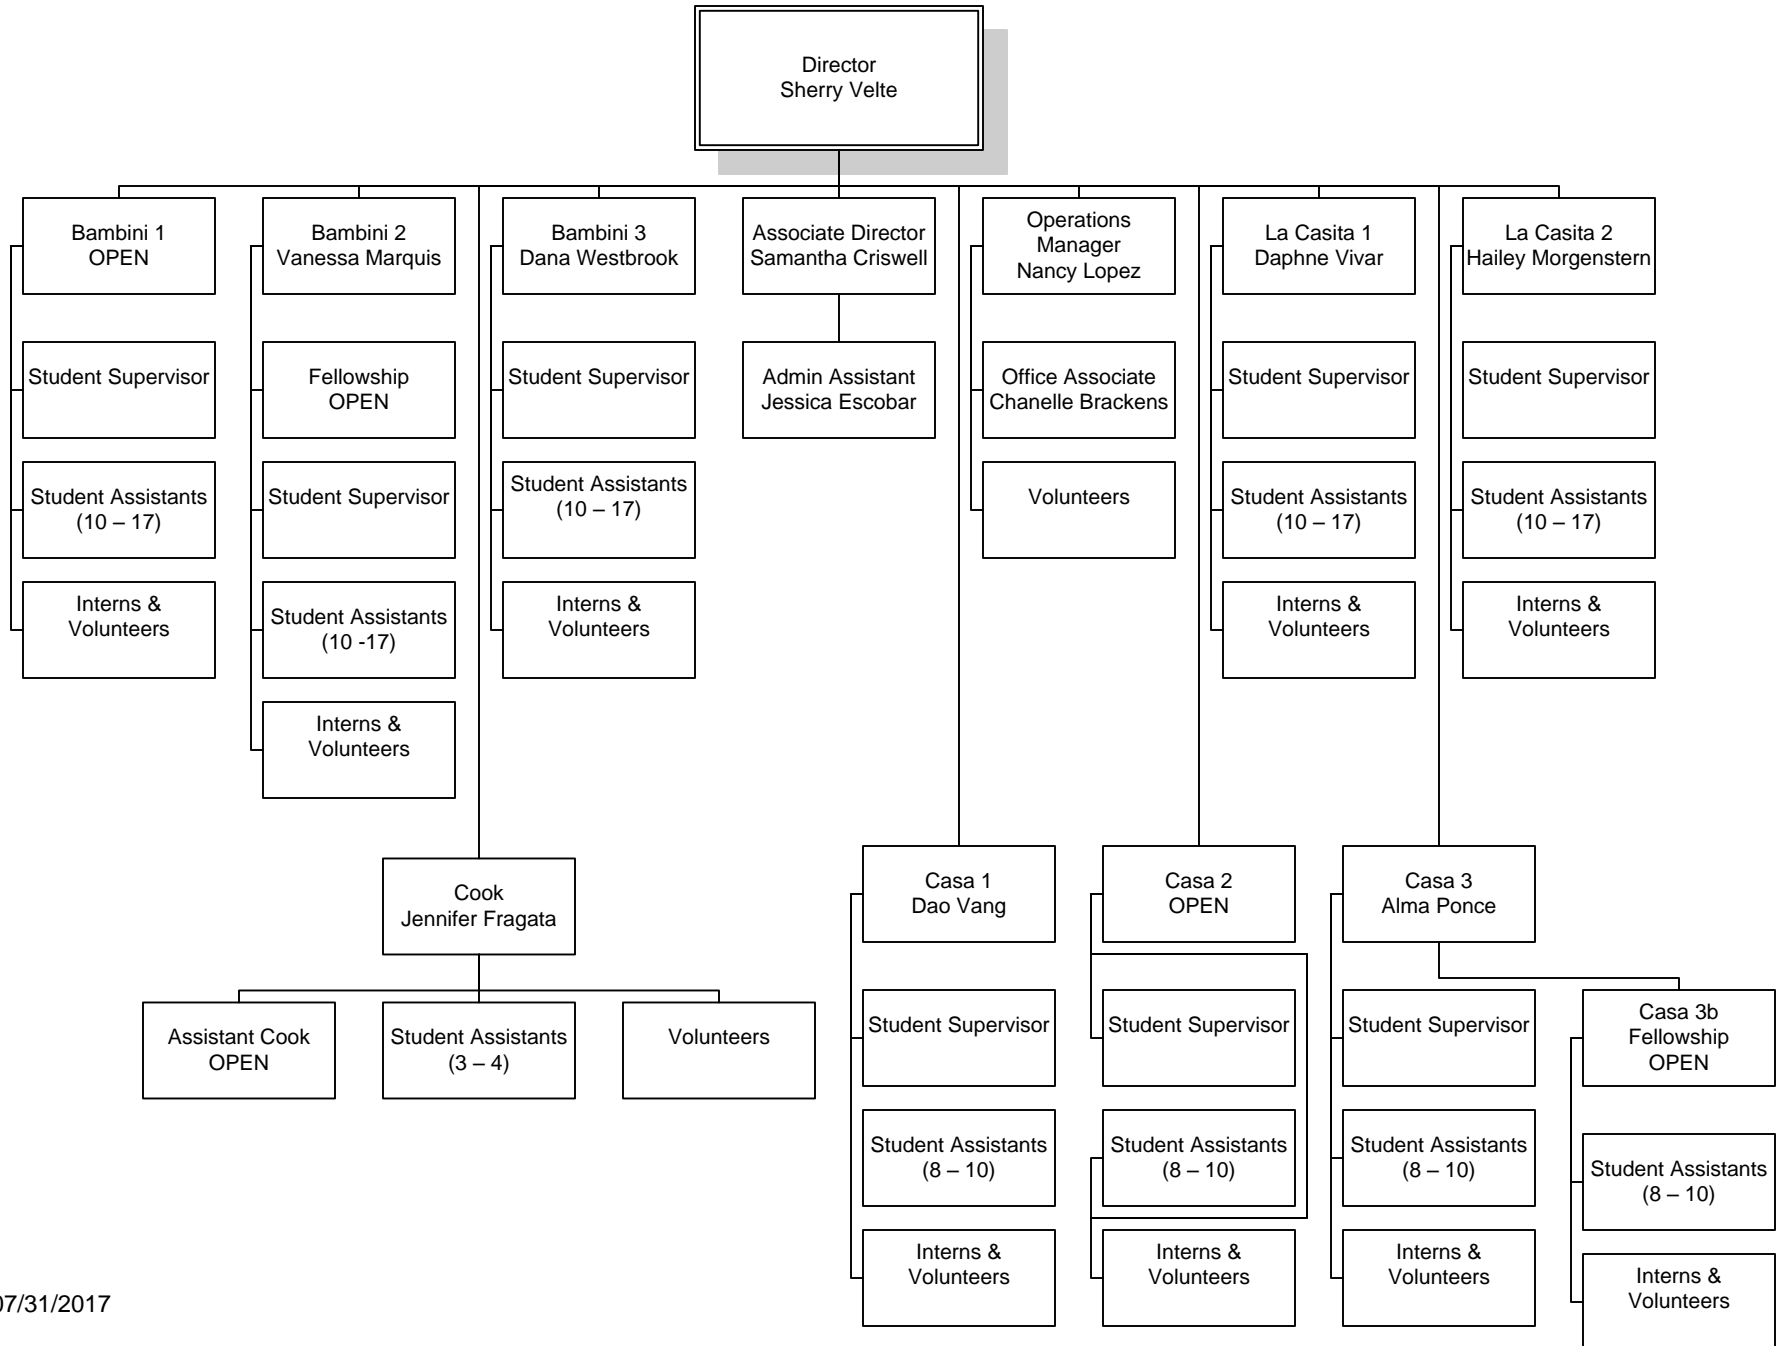 Director
Sherry Velte
Bambini 1
OPEN
Bambini 2
Vanessa Marquis
Bambini 3
Dana Westbrook
Associate Director
Samantha Criswell
Operations
Manager
Nancy Lopez
La Casita 1
Daphne Vivar
La Casita 2
Hailey Morgenstern
Student Supervisor
Fellowship
OPEN
Student Supervisor
Admin Assistant
Jessica Escobar
Office Associate
Chanelle Brackens
Student Supervisor
Student Supervisor
Student Assistants
(10 – 17)
Student Supervisor
Student Assistants
(10 – 17)
Volunteers
Student Assistants
(10 – 17)
Student Assistants
(10 – 17)
Interns &
Volunteers
Student Assistants
(10 -17)
Interns &
Volunteers
Interns &
Volunteers
Interns &
Volunteers
Interns &
Volunteers
Cook
Jennifer Fragata
Casa 1
Dao Vang
Casa 2
OPEN
Casa 3
Alma Ponce
Assistant Cook
OPEN
Student Assistants
(3 – 4)
Volunteers
Student Supervisor
Student Supervisor
Student Supervisor
Casa 3b
Fellowship
OPEN
Student Assistants
(8 – 10)
Student Assistants
(8 – 10)
Student Assistants
(8 – 10)
Student Assistants
(8 – 10)
Interns &
Volunteers
Interns &
Volunteers
Interns &
Volunteers
Interns &
Volunteers
07/31/2017